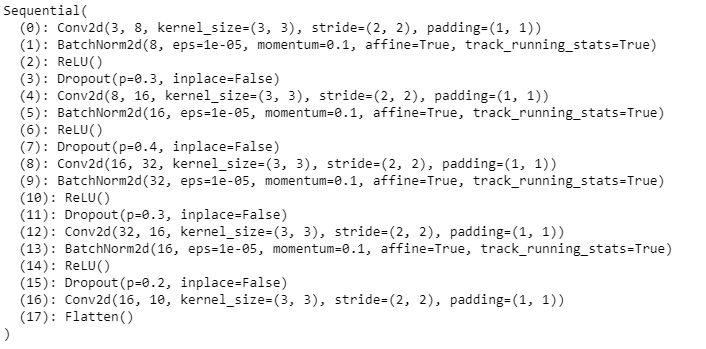 Sequential(
  (0): Conv2d(3, 8, kernel_size=(3, 3), stride=(2, 2), padding=(1, 1))
  (1): BatchNorm2d(8, eps=1e-05, momentum=0.1, affine=True, track_running_stats=True)
  (2): ReLU()
  (3): Dropout(p=0.3, inplace=False)
  (4): Conv2d(8, 16, kernel_size=(3, 3), stride=(2, 2), padding=(1, 1))
  (5): BatchNorm2d(16, eps=1e-05, momentum=0.1, affine=True, track_running_stats=True)
  (6): ReLU()
  (7): Dropout(p=0.4, inplace=False)
  (8): Conv2d(16, 32, kernel_size=(3, 3), stride=(2, 2), padding=(1, 1))
  (9): BatchNorm2d(32, eps=1e-05, momentum=0.1, affine=True, track_running_stats=True)
  (10): ReLU()
  (11): Dropout(p=0.3, inplace=False)
  (12): Conv2d(32, 16, kernel_size=(3, 3), stride=(2, 2), padding=(1, 1))
  (13): BatchNorm2d(16, eps=1e-05, momentum=0.1, affine=True, track_running_stats=True)
  (14): ReLU()
  (15): Dropout(p=0.2, inplace=False)
  (16): Conv2d(16, 10, kernel_size=(3, 3), stride=(2, 2), padding=(1, 1))
  (17): Flatten()
)